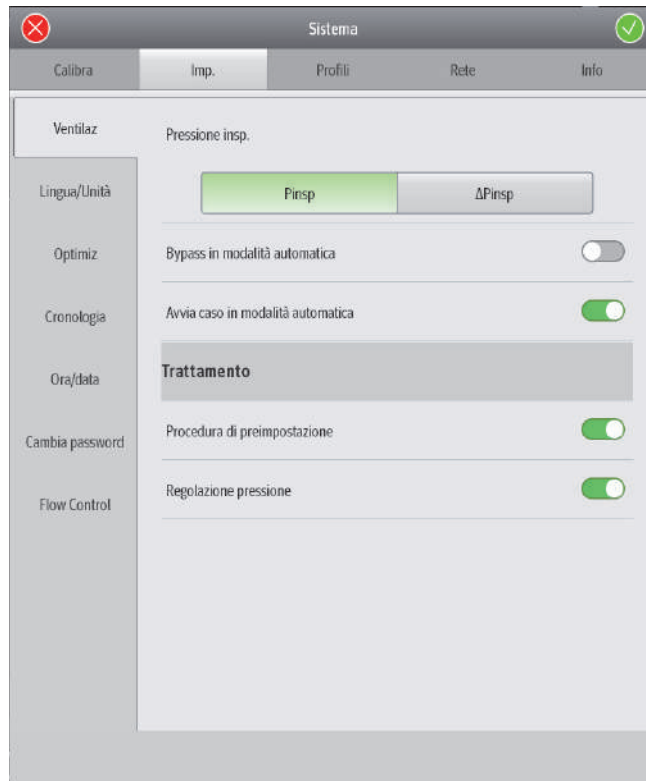 Sistema
Calibra
Imp.
Profili
Rete
Info
Ventilaz
Lingua/Unità
Optimiz
Cronologia
Ora/data
Cambia password
Flow Control
Pressione insp.
Pinsp
ΔPinsp
Bypass in modalità automatica
Avvia caso in modalità automatica
Trattamento
Procedura di preimpostazione
Regolazione pressione